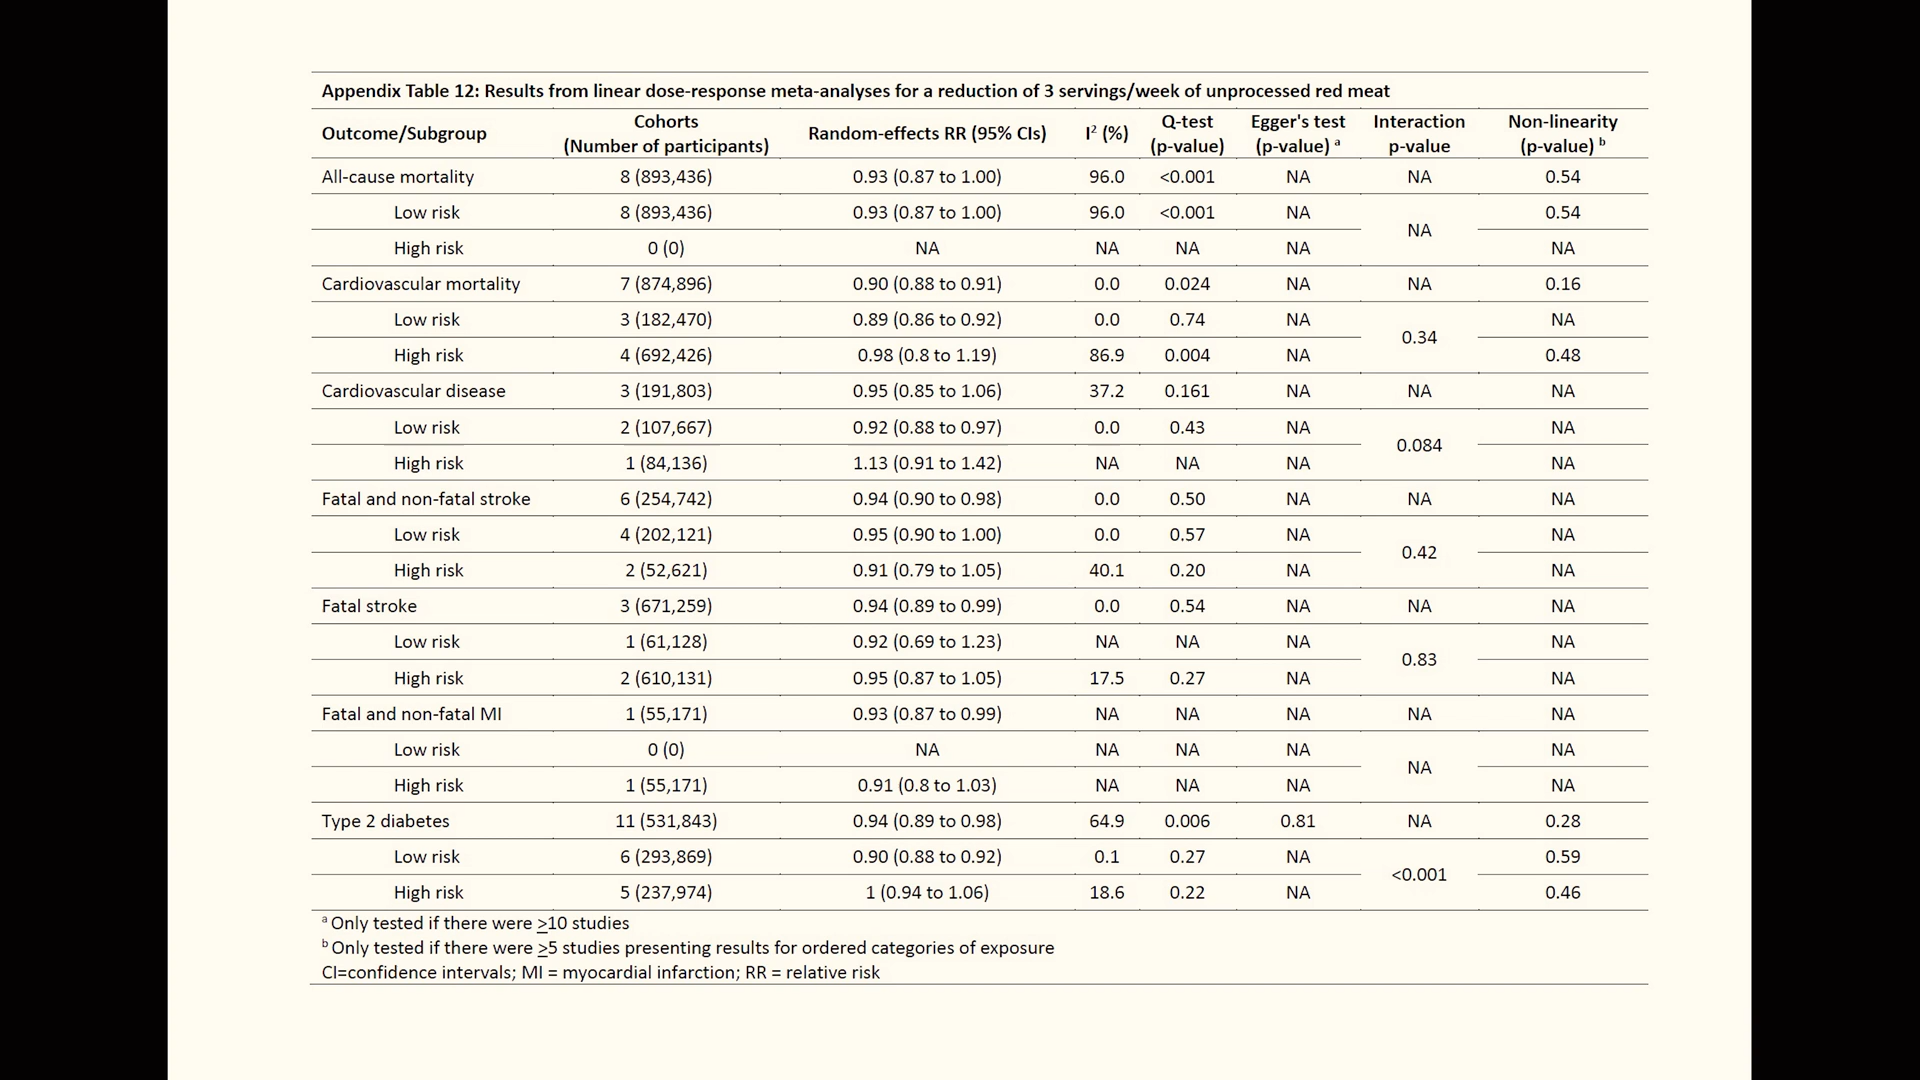 Appendix Table 12: Results from linear dose-response meta-analyses for a reduction of 3 servings/week of unprocessed red meat
Outcome/Subgroup Cohorts (Number of participants) Random-effects RR (95% CIs) I² (%) Q-test (p-value) Egger's test (p-value) ᵃ Interaction p-value Non-linearity (p-value) ᵇ
All-cause mortality 8 (893,436) 0.93 (0.87 to 1.00) 96.0 <0.001 NA NA 0.54
Low risk 8 (893,436) 0.93 (0.87 to 1.00) 96.0 <0.001 NA NA 0.54
High risk 0 (0) NA NA NA NA NA
Cardiovascular mortality 7 (874,896) 0.90 (0.88 to 0.91) 0.0 0.024 NA NA 0.16
Low risk 3 (182,470) 0.89 (0.86 to 0.92) 0.0 0.74 NA 0.34 NA
High risk 4 (692,426) 0.98 (0.8 to 1.19) 86.9 0.004 NA 0.48
Cardiovascular disease 3 (191,803) 0.95 (0.85 to 1.06) 37.2 0.161 NA NA NA
Low risk 2 (107,667) 0.92 (0.88 to 0.97) 0.0 0.43 NA 0.084 NA
High risk 1 (84,136) 1.13 (0.91 to 1.42) NA NA NA NA
Fatal and non-fatal stroke 6 (254,742) 0.94 (0.90 to 0.98) 0.0 0.50 NA NA NA
Low risk 4 (202,121) 0.95 (0.90 to 1.00) 0.0 0.57 NA 0.42 NA
High risk 2 (52,621) 0.91 (0.79 to 1.05) 40.1 0.20 NA NA
Fatal stroke 3 (671,259) 0.94 (0.89 to 0.99) 0.0 0.54 NA NA NA
Low risk 1 (61,128) 0.92 (0.69 to 1.23) NA NA NA 0.83 NA
High risk 2 (610,131) 0.95 (0.87 to 1.05) 17.5 0.27 NA NA
Fatal and non-fatal MI 1 (55,171) 0.93 (0.87 to 0.99) NA NA NA NA NA
Low risk 0 (0) NA NA NA NA NA NA
High risk 1 (55,171) 0.91 (0.8 to 1.03) NA NA NA NA
Type 2 diabetes 11 (531,843) 0.94 (0.89 to 0.98) 64.9 0.006 0.81 NA 0.28
Low risk 6 (293,869) 0.90 (0.88 to 0.92) 0.1 0.27 NA <0.001 0.59
High risk 5 (237,974) 1 (0.94 to 1.06) 18.6 0.22 NA 0.46
ᵃ Only tested if there were ≥10 studies
ᵇ Only tested if there were ≥5 studies presenting results for ordered categories of exposure
CI=confidence intervals; MI = myocardial infarction; RR = relative risk